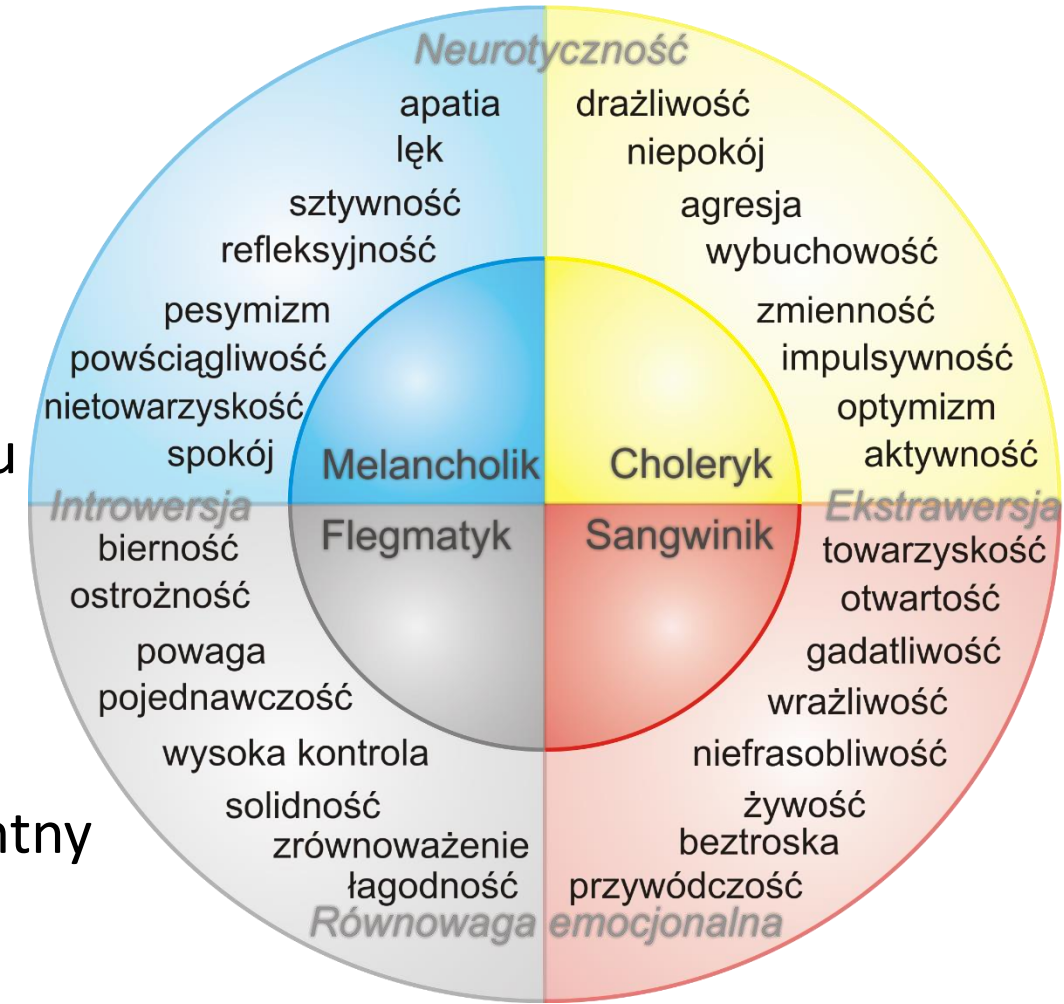 Neurotyczność
apatia
lęk
sztywność
refleksyjność
pesymizm
powściągliwość
nietowarzyskość
spokój
drażliwość
niepokój
agresja
wybuchowość
zmienność
impulsywność
optymizm
aktywność
u
Melancholik
Choleryk
Introwersja
Ekstrawersja
Flegmatyk
Sangwinik
bierność
ostrożność
powaga
pojednawczość
wysoka kontrola
solidność
zrównoważenie
łagodność
towarzyskość
otwartość
gadatliwość
wrażliwość
niefrasobliwość
żywość
beztroska
przywódczość
ntny
Równowaga emocjonalna